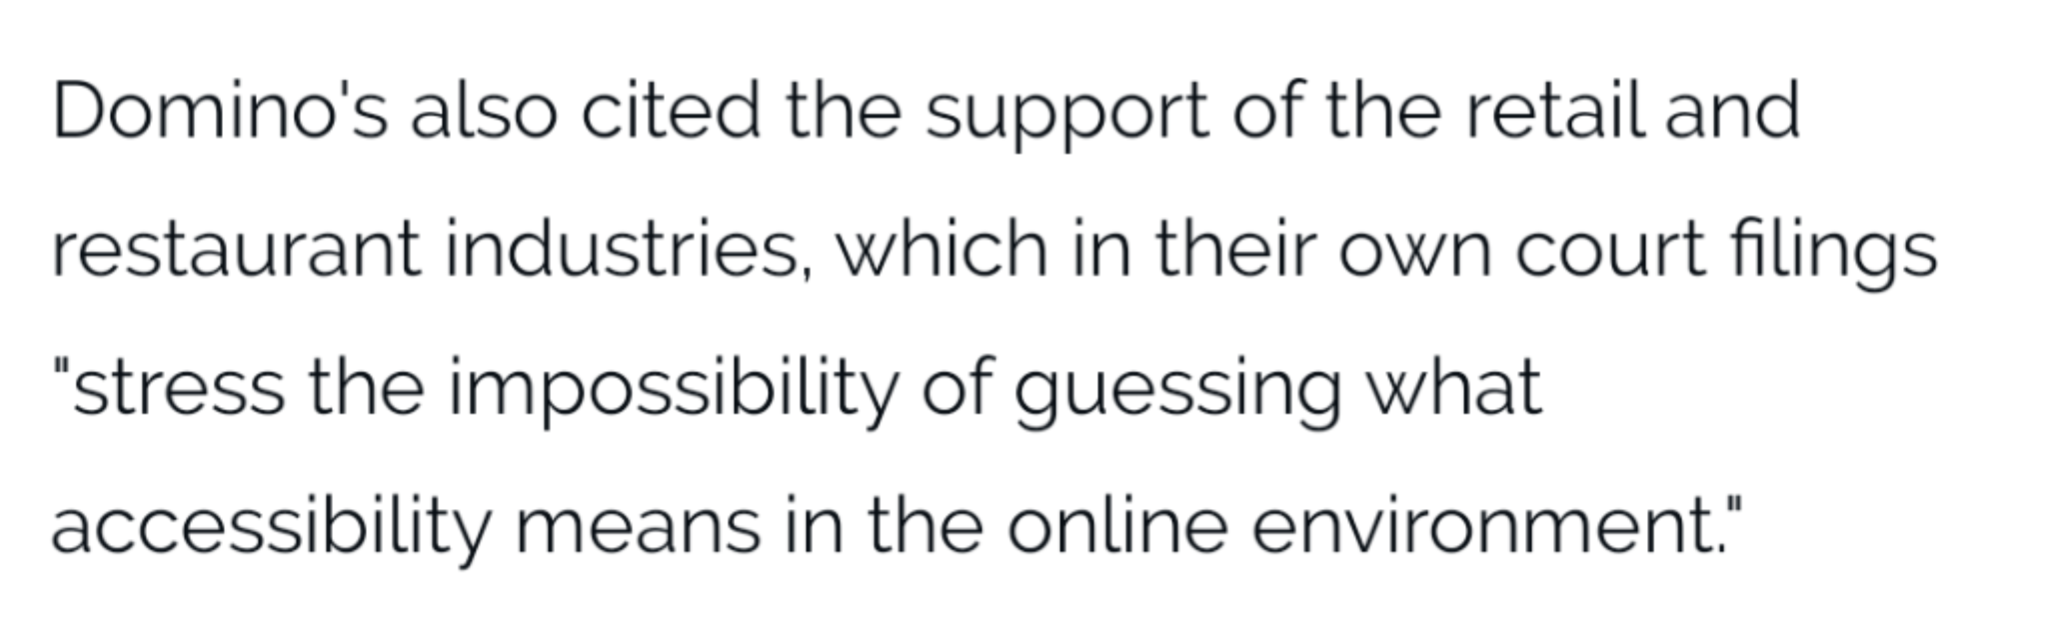 Domino's also cited the support of the retail and
restaurant industries, which in their own court filings
"stress the impossibility of guessing what
accessibility means in the online environment."